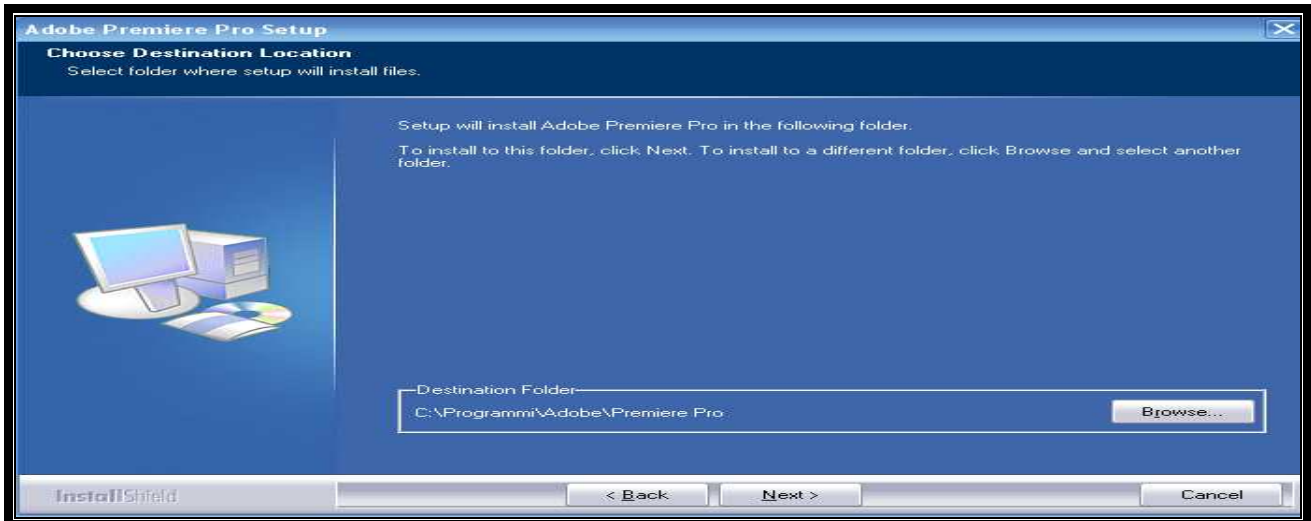 Adobe Premiere Pro Setup
Choose Destination Location
Select folder where setup will install files.
Setup will install Adobe Premiere Pro in the following folder.
To install to this folder, click Next. To install to a different folder, click Browse and select another
folder.
Destination Folder
C:\Programmi\Adobe\Premiere Pro
Browse...
InstallShield
< Back
Next >
Cancel